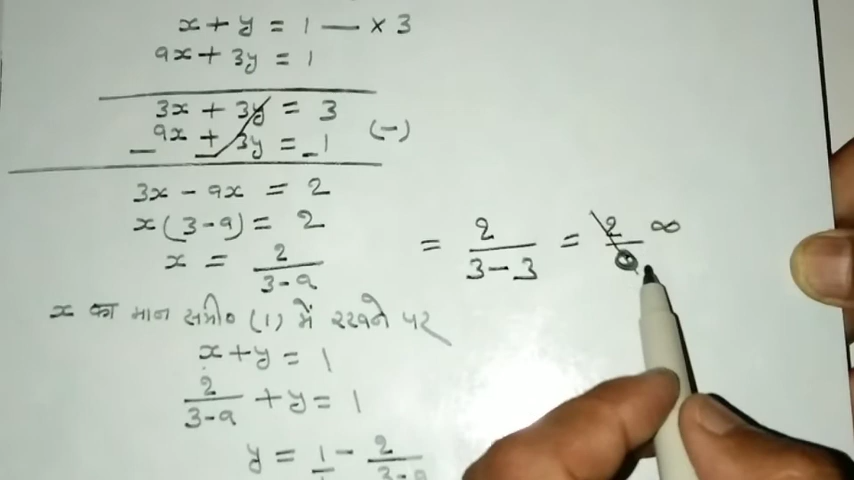 x + y = 1 — × 3
ax + 3y = 1
3x + 3y = 3
ax + 3y = 1 (-)
– – –
3x - ax = 2
x(3-a) = 2
x = 2/(3-a)
= 2/(3-3) = 2/0 ∞
x का मान समी० (1) में रखने पर
x + y = 1
2/(3-a) + y = 1
y = 1/1 - 2/(3-a)